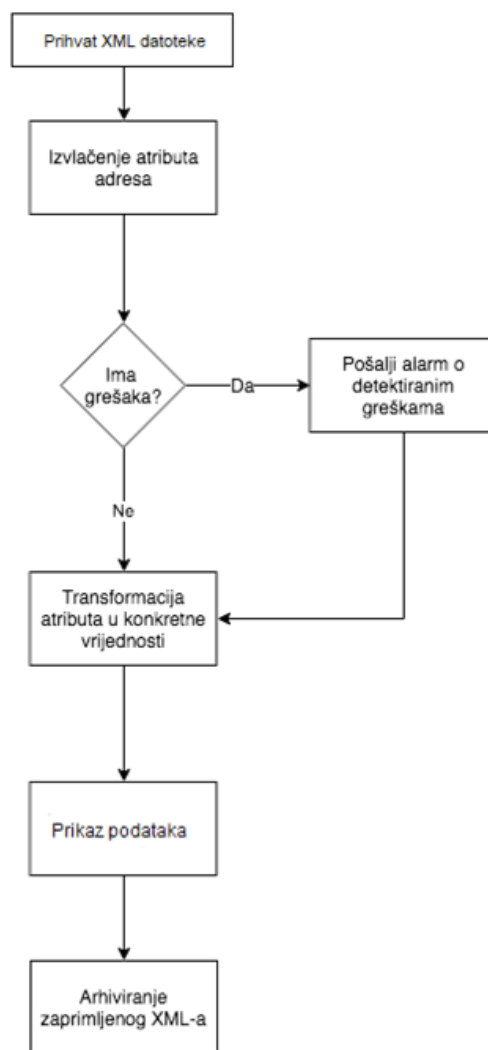 Prihvat XML datoteke
Izvlačenje atributa
adresa
Ima
grešaka?
Da
Pošalji alarm o
detektiranim
greškama
Ne
Transformacija
atributa u konkretne
vrijednosti
Prikaz podataka
Arhiviranje
zaprimljenog XML-a